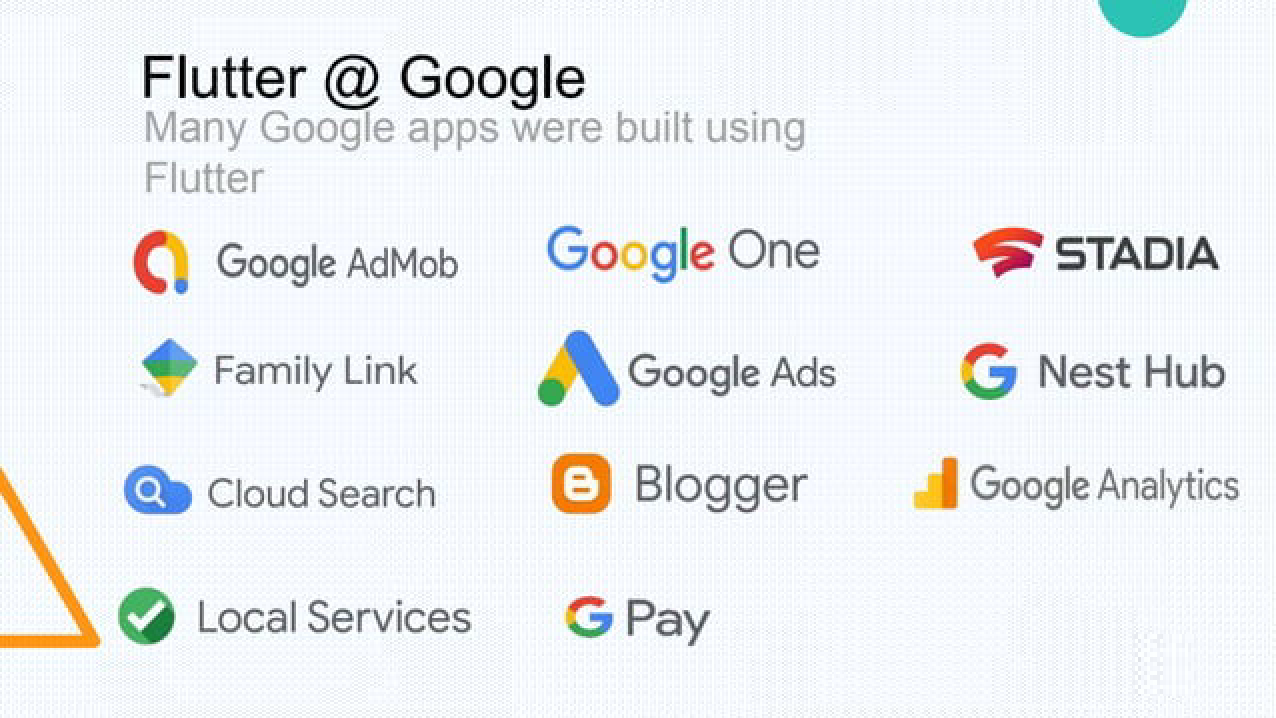 Flutter @ Google
Many Google apps were built using
Flutter
Google AdMob
Google One
STADIA
Family Link
Google Ads
G Nest Hub
Cloud Search
Blogger
Google Analytics
Local Services
G Pay